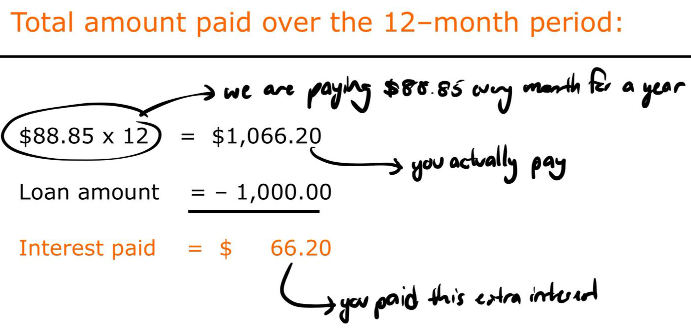 Total amount paid over the 12–month period:
we are paying $88.85 every month for a year
$88.85 x 12 = $1,066.20
you actually pay
Loan amount = – 1,000.00
Interest paid = $ 66.20
you paid this extra interest